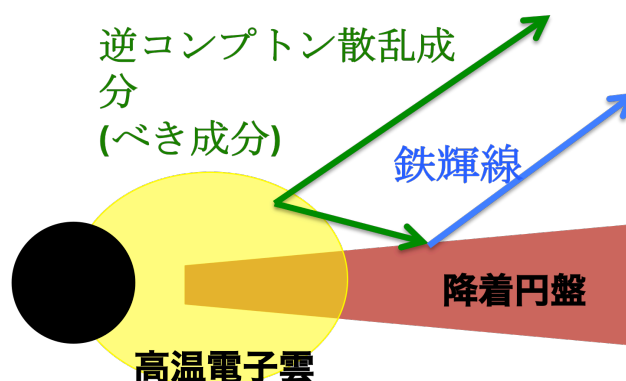 逆コンプトン散乱成
分
(べき成分)
鉄輝線
降着円盤
高温電子雲